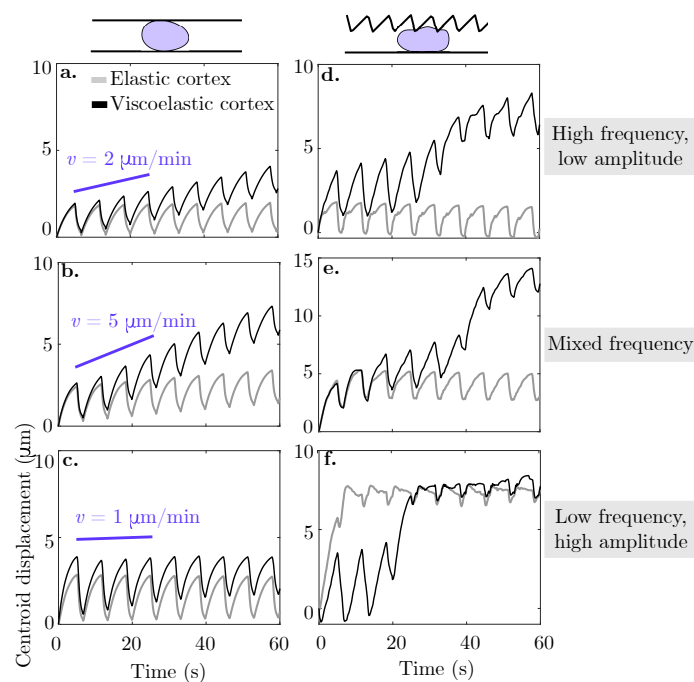 a.
Elastic cortex
Viscoelastic cortex
v = 2 μm/min
10
5
0
d.
10
5
0
High frequency,
low amplitude
b.
v = 5 μm/min
10
5
0
e.
15
10
5
0
Mixed frequency
c.
v = 1 μm/min
10
5
0
0
20
40
60
Time (s)
f.
10
5
0
0
20
40
60
Time (s)
Low frequency,
high amplitude
Centroid displacement (μm)